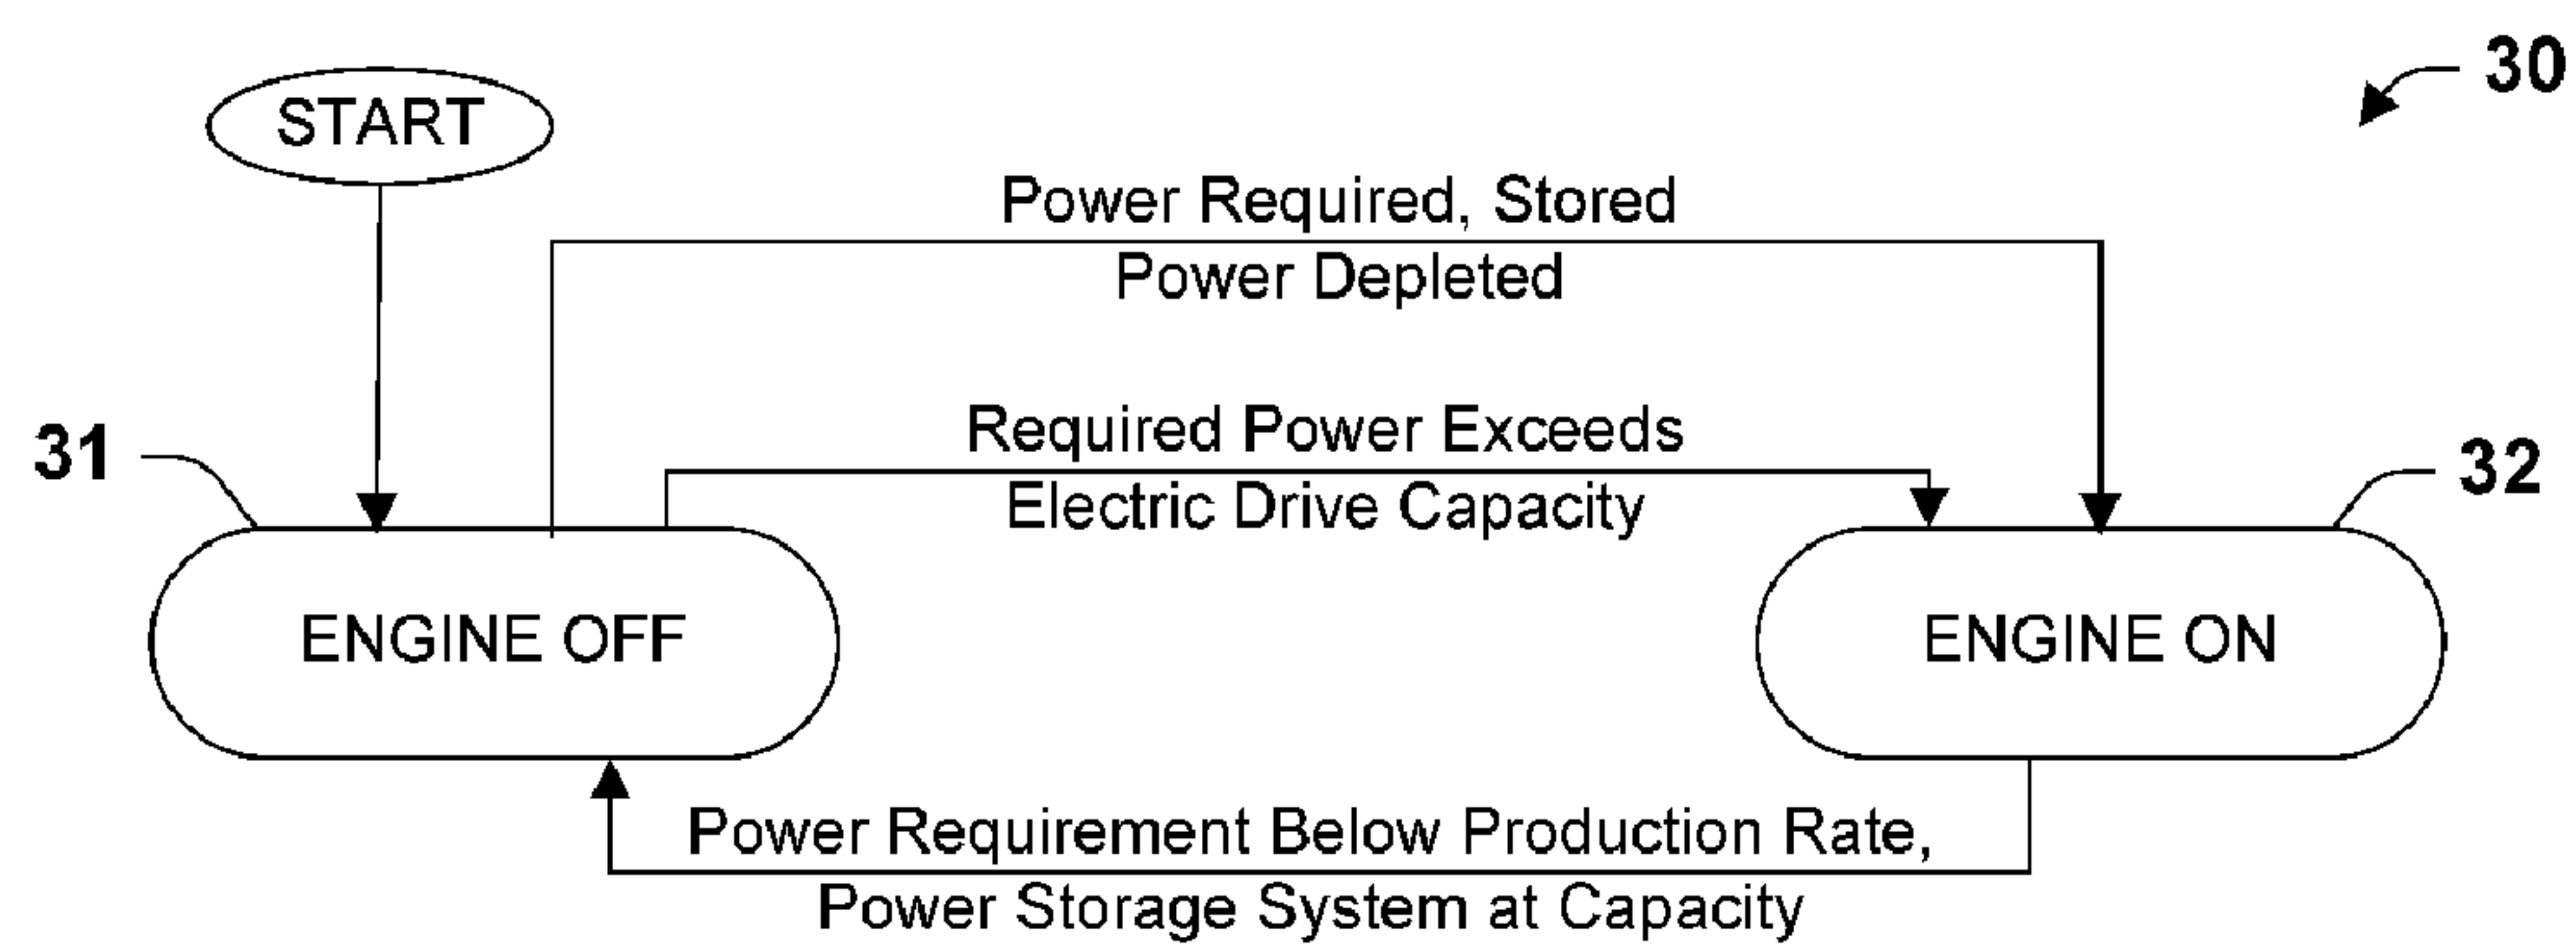 START
30
Power Required, Stored
Power Depleted
31
Required Power Exceeds
Electric Drive Capacity
32
ENGINE OFF
ENGINE ON
Power Requirement Below Production Rate,
Power Storage System at Capacity